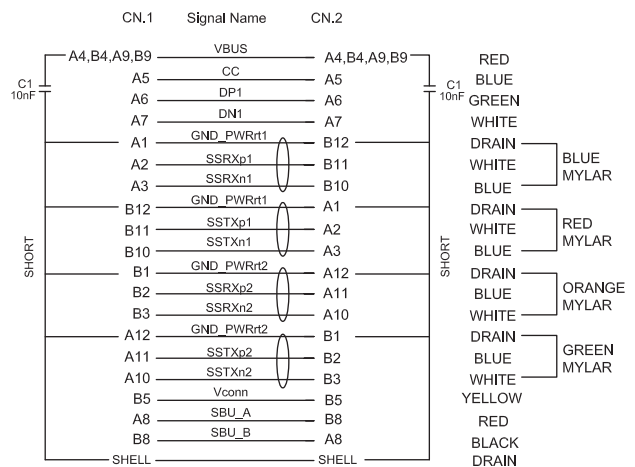 CN.1 Signal Name CN.2
A4,B4,A9,B9 VBUS A4,B4,A9,B9 RED
C1 10nF
C1 10nF
A5 CC A5 BLUE
A6 DP1 A6 GREEN
A7 DN1 A7 WHITE
A1 GND_PWRrt1 B12 DRAIN
A2 SSRXp1 B11 WHITE
A3 SSRXn1 B10 BLUE
BLUE MYLAR
B12 GND_PWRrt1 A1 DRAIN
B11 SSTXp1 A2 WHITE
B10 SSTXn1 A3 BLUE
RED MYLAR
SHORT
SHORT
B1 GND_PWRrt2 A12 DRAIN
B2 SSRXp2 A11 BLUE
B3 SSRXn2 A10 WHITE
ORANGE MYLAR
A12 GND_PWRrt2 B1 DRAIN
A11 SSTXp2 B2 BLUE
A10 SSTXn2 B3 WHITE
GREEN MYLAR
B5 Vconn B5 YELLOW
A8 SBU_A B8 RED
B8 SBU_B A8 BLACK
SHELL SHELL DRAIN